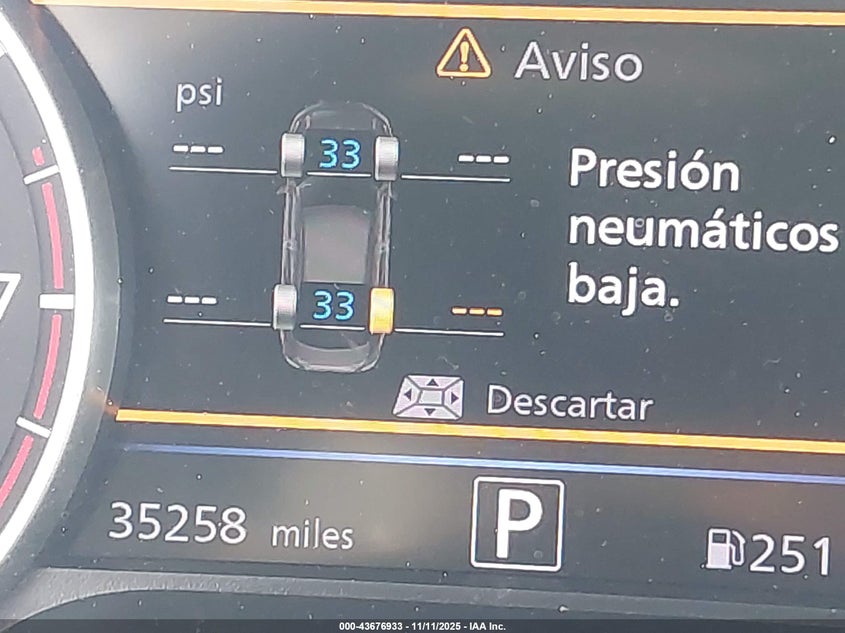 Aviso
psi
--- 33 ---
Presión
neumáticos
baja.
--- 33 ---
Descartar
35258 miles
P
251
000-43676933 - 11/11/2025 - IAA Inc.